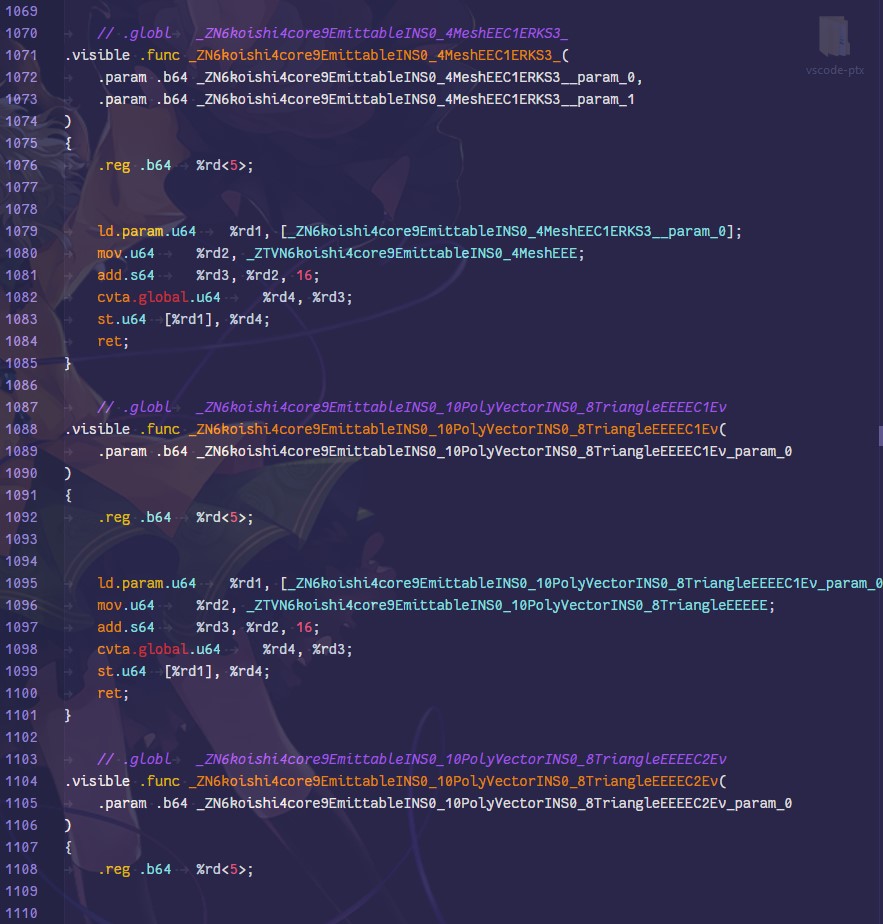 1069
1070 // .globl _ZN6koishi4core9EmittableINS0_4MeshEEC1ERKS3_
1071 .visible .func _ZN6koishi4core9EmittableINS0_4MeshEEC1ERKS3_(
1072 .param .b64 _ZN6koishi4core9EmittableINS0_4MeshEEC1ERKS3__param_0,
1073 .param .b64 _ZN6koishi4core9EmittableINS0_4MeshEEC1ERKS3__param_1
1074 )
1075 {
1076 .reg .b64 %rd<5>;
1077
1078
1079 ld.param.u64 %rd1, [_ZN6koishi4core9EmittableINS0_4MeshEEC1ERKS3__param_0];
1080 mov.u64 %rd2, _ZTVN6koishi4core9EmittableINS0_4MeshEEE;
1081 add.s64 %rd3, %rd2, 16;
1082 cvta.global.u64 %rd4, %rd3;
1083 st.u64 [%rd1], %rd4;
1084 ret;
1085 }
1086
1087 // .globl _ZN6koishi4core9EmittableINS0_10PolyVectorINS0_8TriangleEEEEC1Ev
1088 .visible .func _ZN6koishi4core9EmittableINS0_10PolyVectorINS0_8TriangleEEEEC1Ev(
1089 .param .b64 _ZN6koishi4core9EmittableINS0_10PolyVectorINS0_8TriangleEEEEC1Ev_param_0
1090 )
1091 {
1092 .reg .b64 %rd<5>;
1093
1094
1095 ld.param.u64 %rd1, [_ZN6koishi4core9EmittableINS0_10PolyVectorINS0_8TriangleEEEEC1Ev_param_0
1096 mov.u64 %rd2, _ZTVN6koishi4core9EmittableINS0_10PolyVectorINS0_8TriangleEEEEE;
1097 add.s64 %rd3, %rd2, 16;
1098 cvta.global.u64 %rd4, %rd3;
1099 st.u64 [%rd1], %rd4;
1100 ret;
1101 }
1102
1103 // .globl _ZN6koishi4core9EmittableINS0_10PolyVectorINS0_8TriangleEEEEC2Ev
1104 .visible .func _ZN6koishi4core9EmittableINS0_10PolyVectorINS0_8TriangleEEEEC2Ev(
1105 .param .b64 _ZN6koishi4core9EmittableINS0_10PolyVectorINS0_8TriangleEEEEC2Ev_param_0
1106 )
1107 {
1108 .reg .b64 %rd<5>;
1109
1110
vscode-ptx